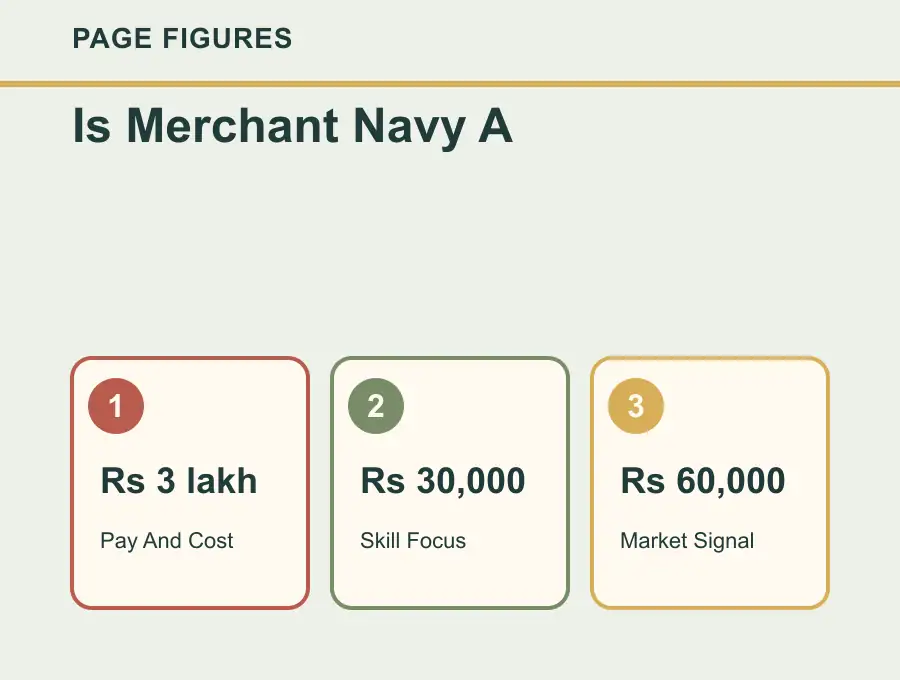 PAGE FIGURES
Is Merchant Navy A
1
Rs 3 lakh
Pay And Cost
2
Rs 30,000
Skill Focus
3
Rs 60,000
Market Signal